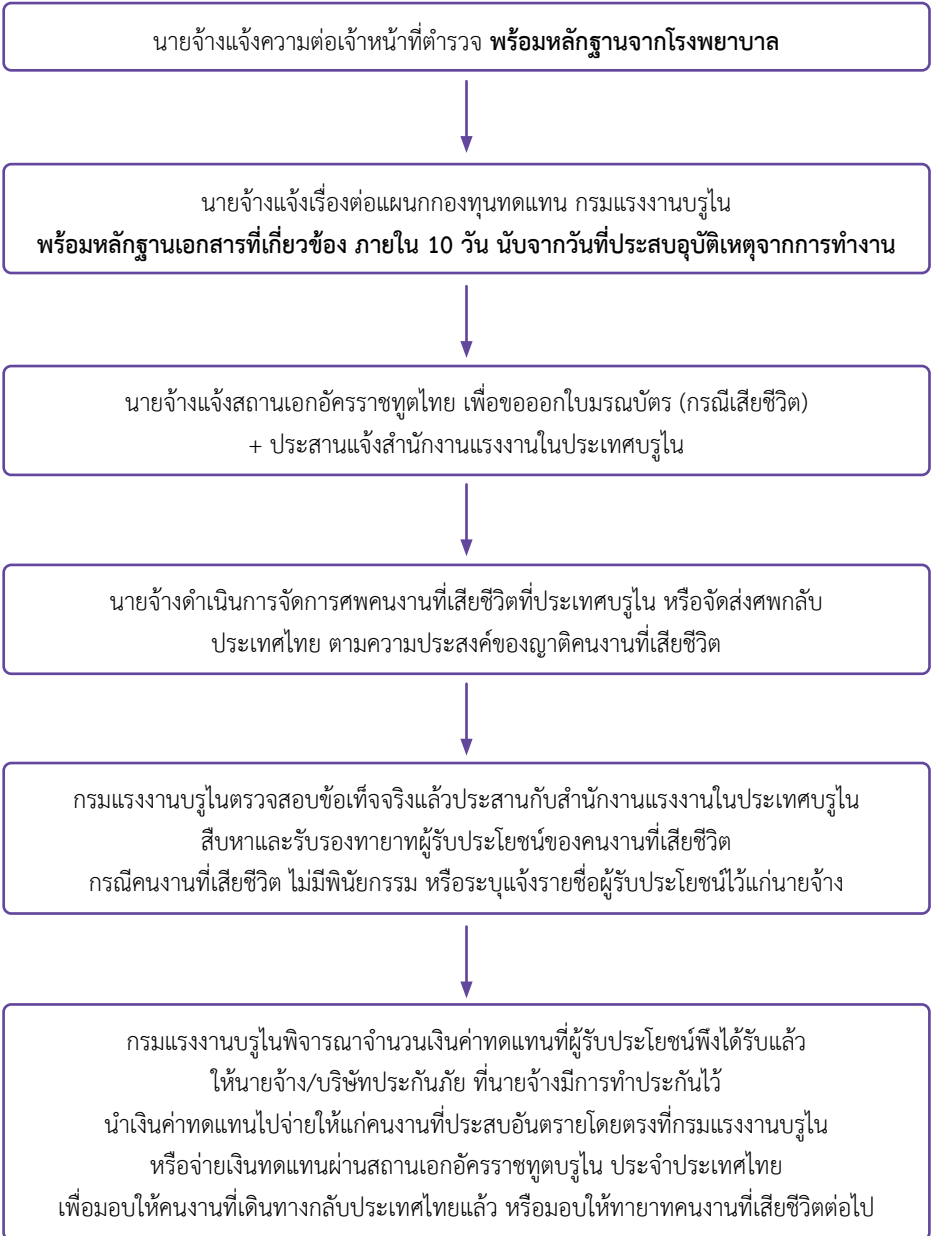 นายจ้างแจ้งความต่อเจ้าหน้าที่ตำรวจ พร้อมหลักฐานจากโรงพยาบาล
นายจ้างแจ้งเรื่องต่อแผนกกองทุนทดแทน กรมแรงงานบรูไน
พร้อมหลักฐานเอกสารที่เกี่ยวข้อง ภายใน 10 วัน นับจากวันที่ประสบอุบัติเหตุจากการทำงาน
นายจ้างแจ้งสถานเอกอัครราชทูตไทย เพื่อขอออกใบมรณบัตร (กรณีเสียชีวิต)
+ ประสานแจ้งสำนักงานแรงงานในประเทศบรูไน
นายจ้างดำเนินการจัดการศพคนงานที่เสียชีวิตที่ประเทศบรูไน หรือจัดส่งศพกลับ
ประเทศไทย ตามความประสงค์ของญาติคนงานที่เสียชีวิต
กรมแรงงานบรูไนตรวจสอบข้อเท็จจริงแล้วประสานกับสำนักงานแรงงานในประเทศบรูไน
สืบหาและรับรองทายาทผู้รับประโยชน์ของคนงานที่เสียชีวิต
กรณีคนงานที่เสียชีวิต ไม่มีพินัยกรรม หรือระบุแจ้งรายชื่อผู้รับประโยชน์ไว้แก่นายจ้าง
กรมแรงงานบรูไนพิจารณาจำนวนเงินค่าทดแทนที่ผู้รับประโยชน์พึงได้รับแล้ว
ให้นายจ้าง/บริษัทประกันภัย ที่นายจ้างมีการทำประกันไว้
นำเงินค่าทดแทนไปจ่ายให้แก่คนงานที่ประสบอันตรายโดยตรงที่กรมแรงงานบรูไน
หรือจ่ายเงินทดแทนผ่านสถานเอกอัครราชทูตบรูไน ประจำประเทศไทย
เพื่อมอบให้คนงานที่เดินทางกลับประเทศไทยแล้ว หรือมอบให้ทายาทคนงานที่เสียชีวิตต่อไป